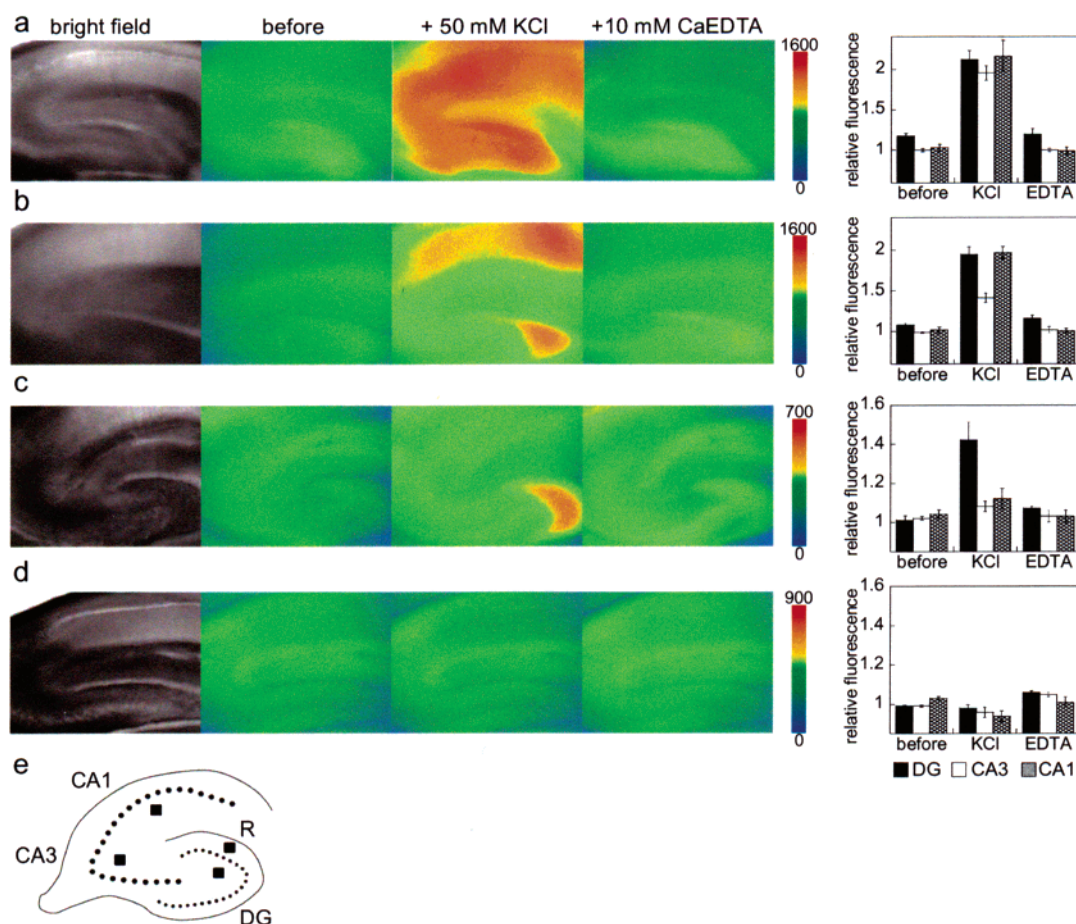 a
bright field before + 50 mM KCl +10 mM CaEDTA
1600
0
relative fluorescence
2
1.5
1
before KCl EDTA
b
1600
0
relative fluorescence
2
1.5
1
before KCl EDTA
c
700
0
relative fluorescence
1.6
1.4
1.2
1
before KCl EDTA
d
900
0
relative fluorescence
1.6
1.4
1.2
1
before KCl EDTA
DG CA3 CA1
e
CA1
R
CA3
DG